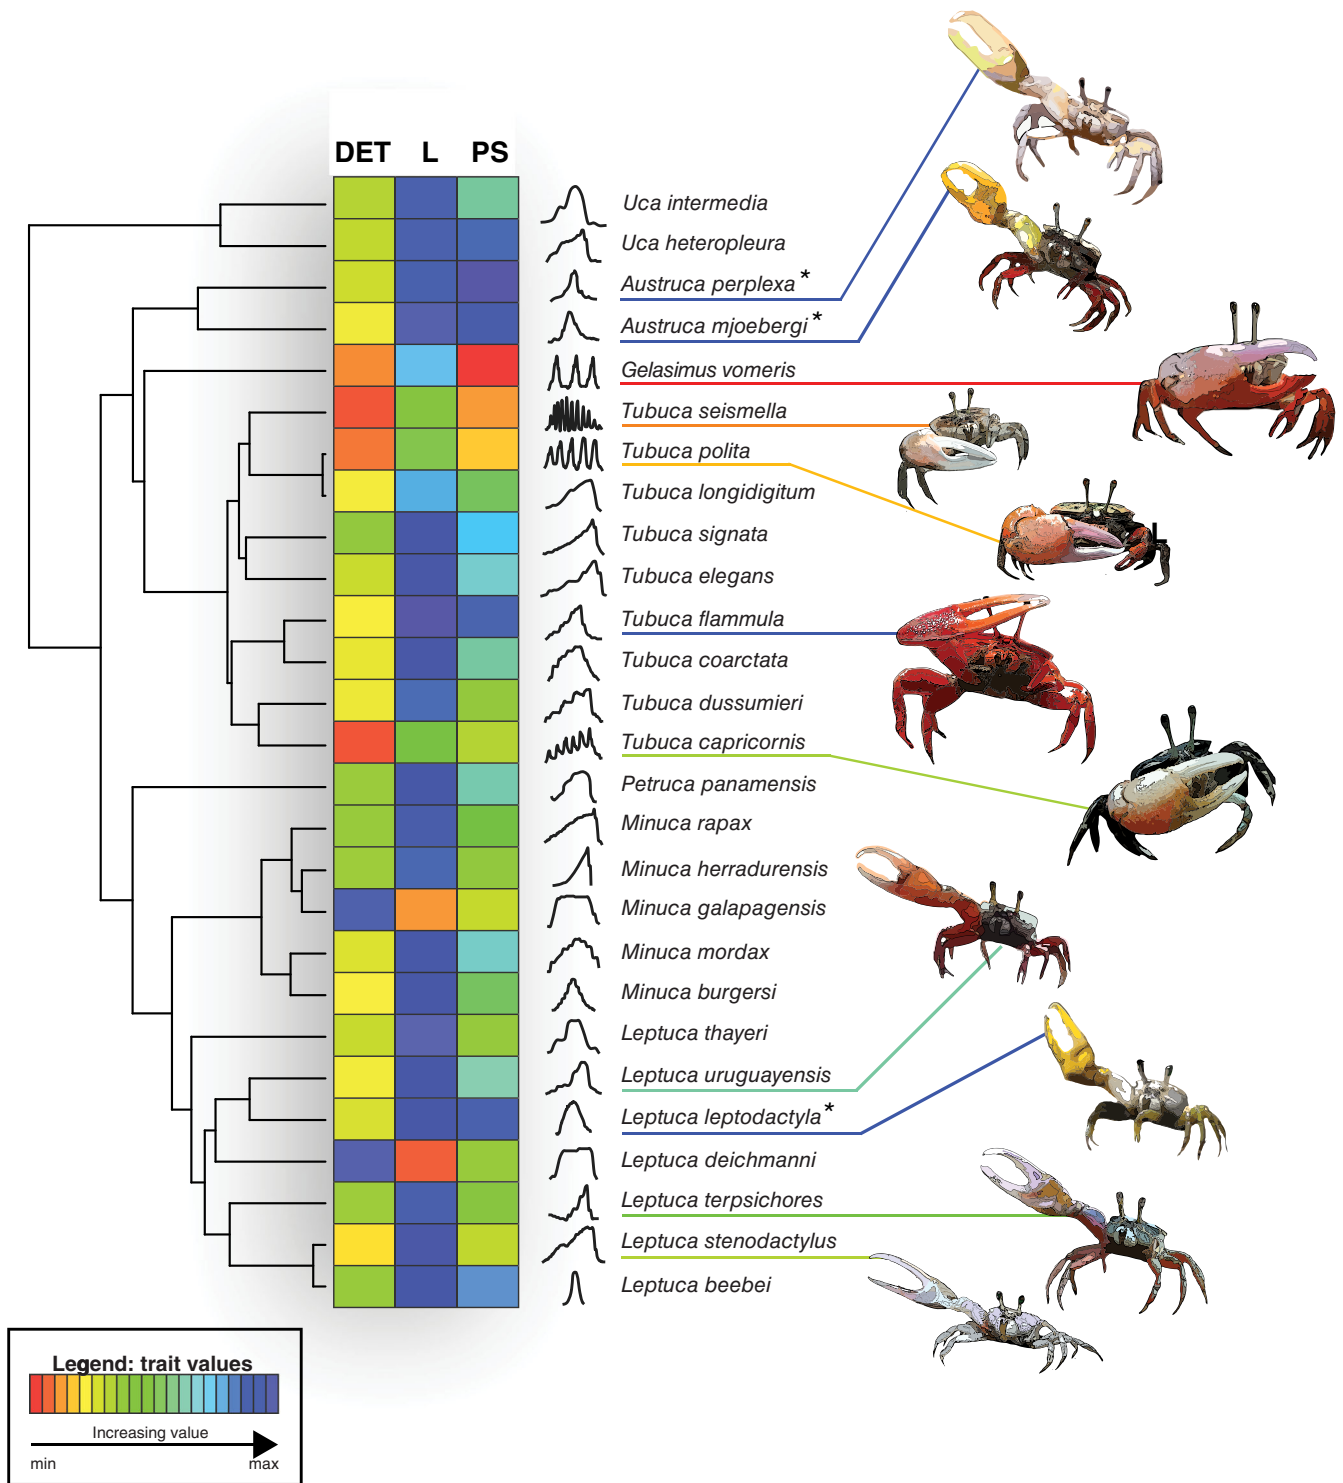 DET L PS
Uca intermedia
Uca heteropleura
Austruca perplexa*
Austruca mjoebergi*
Gelasimus vomeris
Tubuca seismella
Tubuca polita
Tubuca longidigitum
Tubuca signata
Tubuca elegans
Tubuca flammula
Tubuca coarctata
Tubuca dussumieri
Tubuca capricornis
Petruca panamensis
Minuca rapax
Minuca herradurensis
Minuca galapagensis
Minuca mordax
Minuca burgersi
Leptuca thayeri
Leptuca uruguayensis
Leptuca leptodactyla*
Leptuca deichmanni
Leptuca terpsichores
Leptuca stenodactylus
Leptuca beebei
Legend: trait values
Increasing value
min max